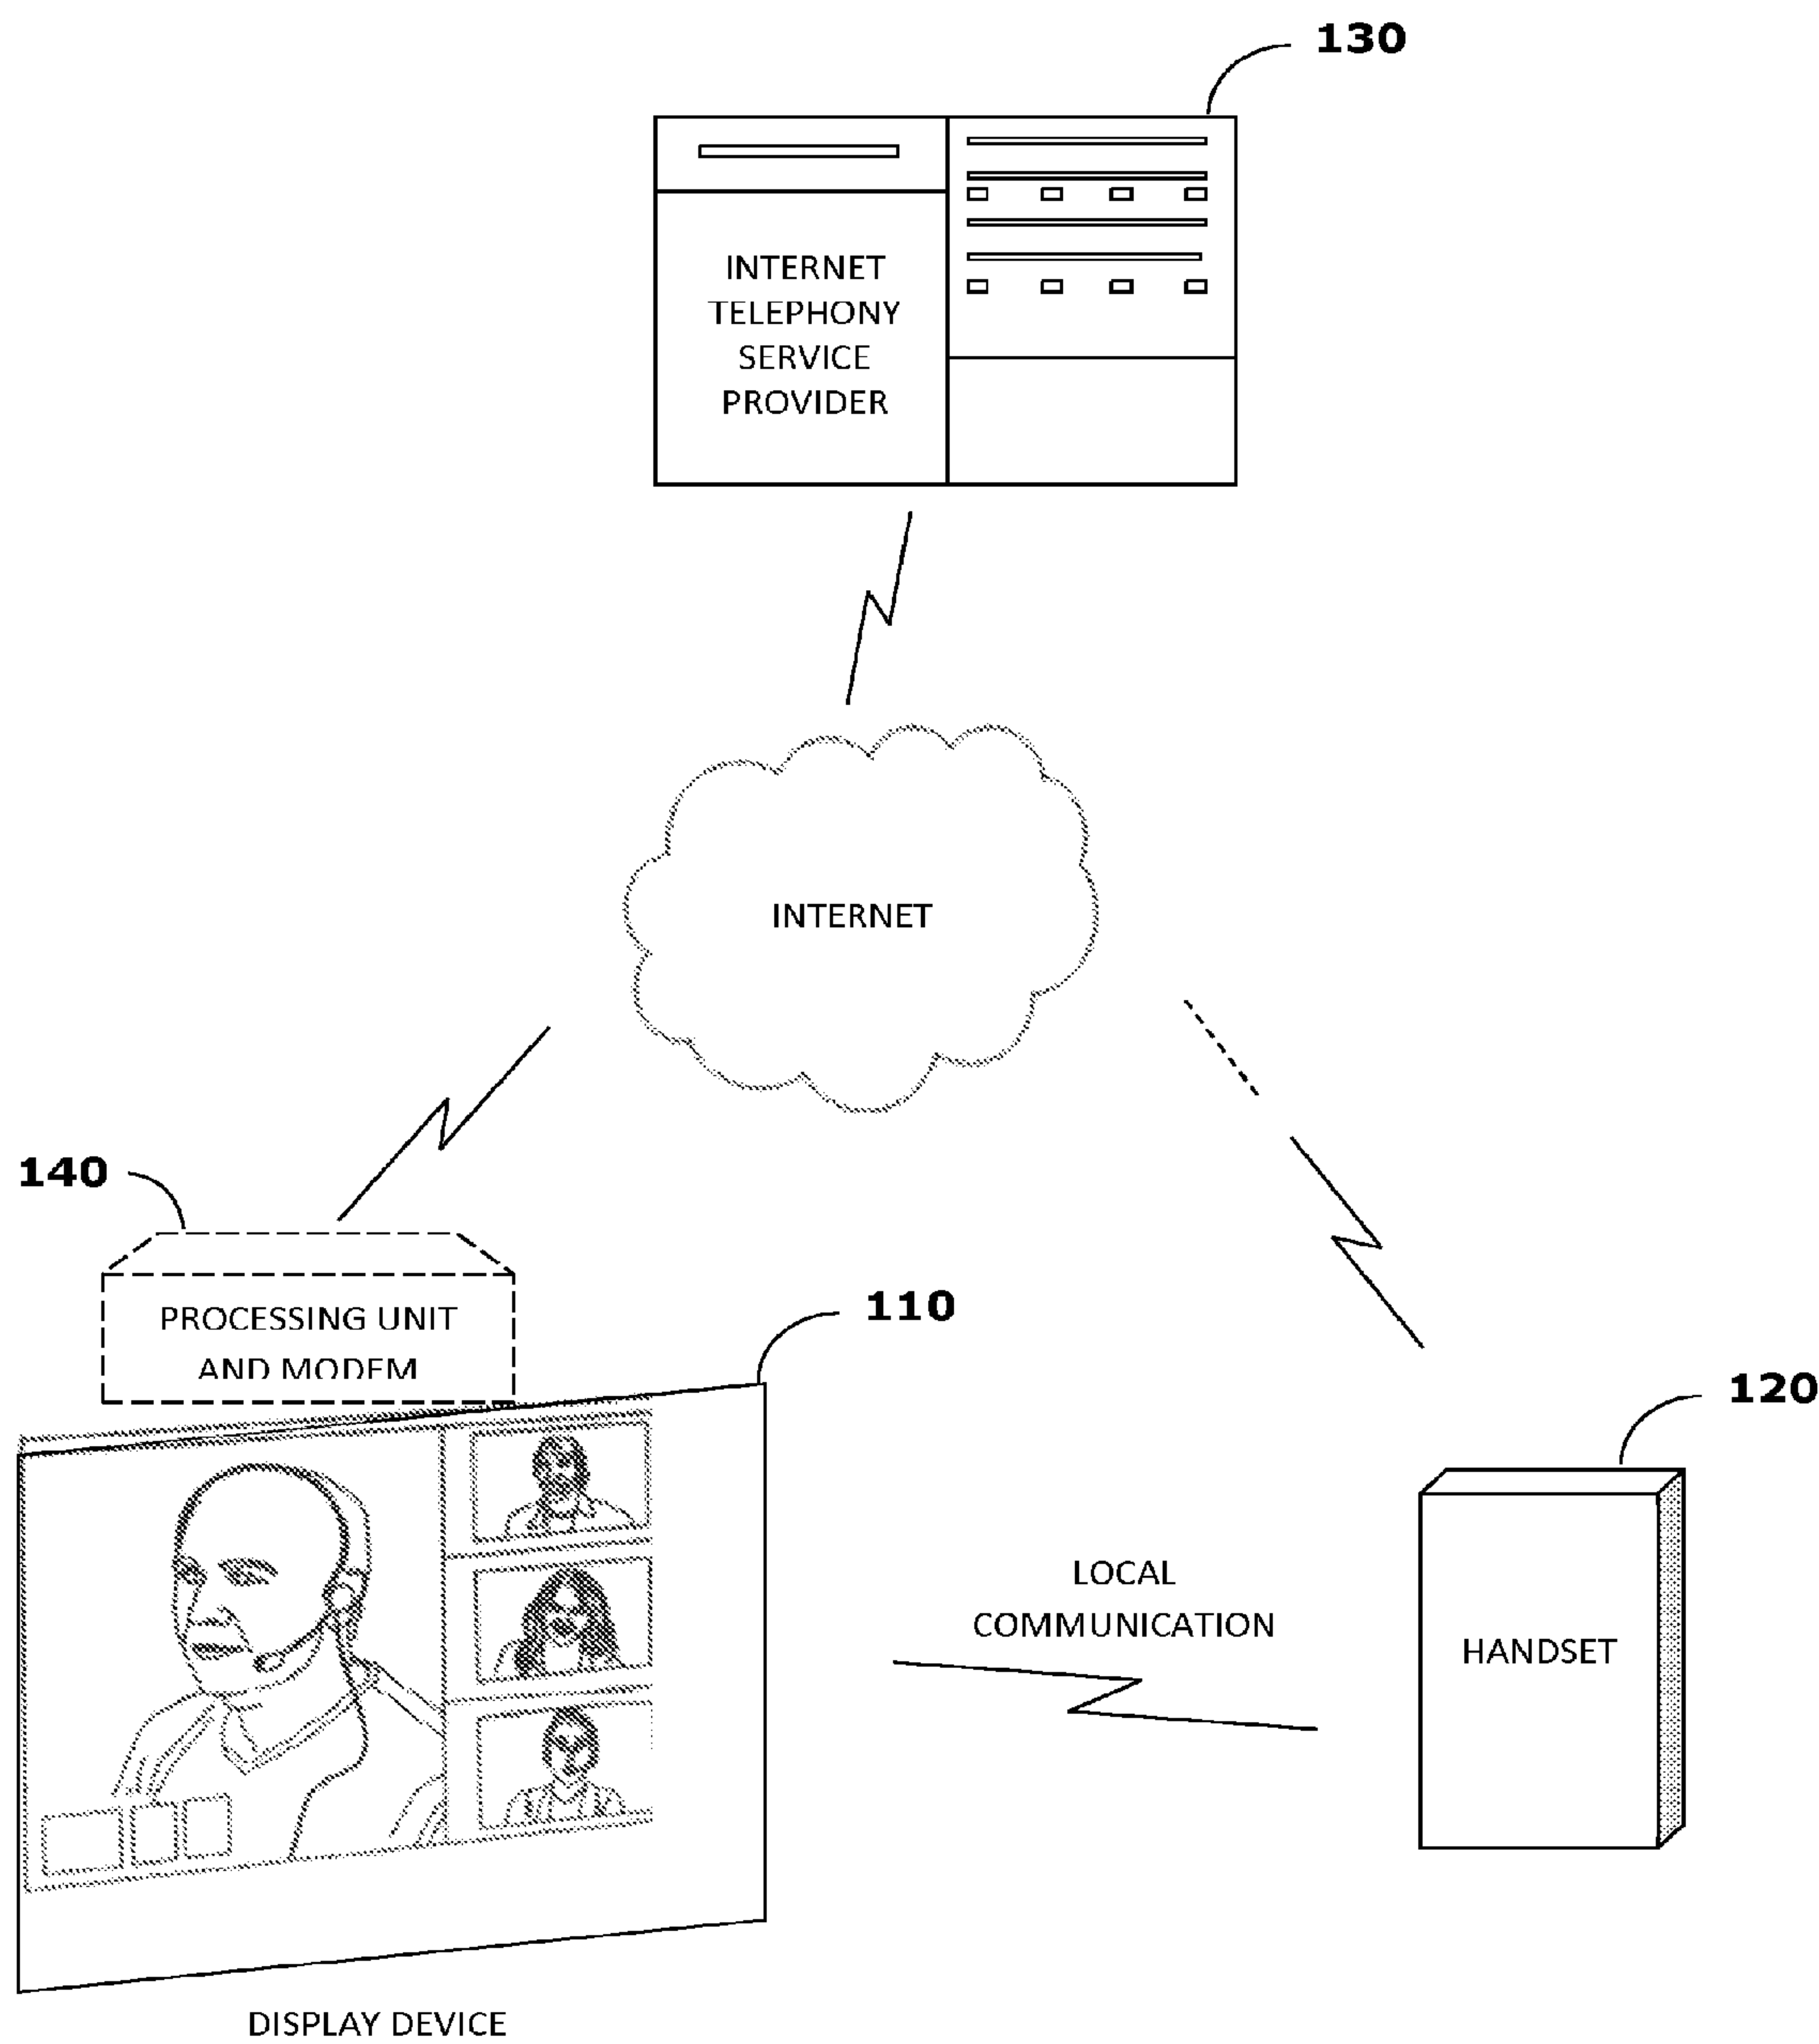 130
INTERNET
TELEPHONY
SERVICE
PROVIDER
INTERNET
140
PROCESSING UNIT
AND MODEM
110
120
LOCAL
COMMUNICATION
HANDSET
DISPLAY DEVICE